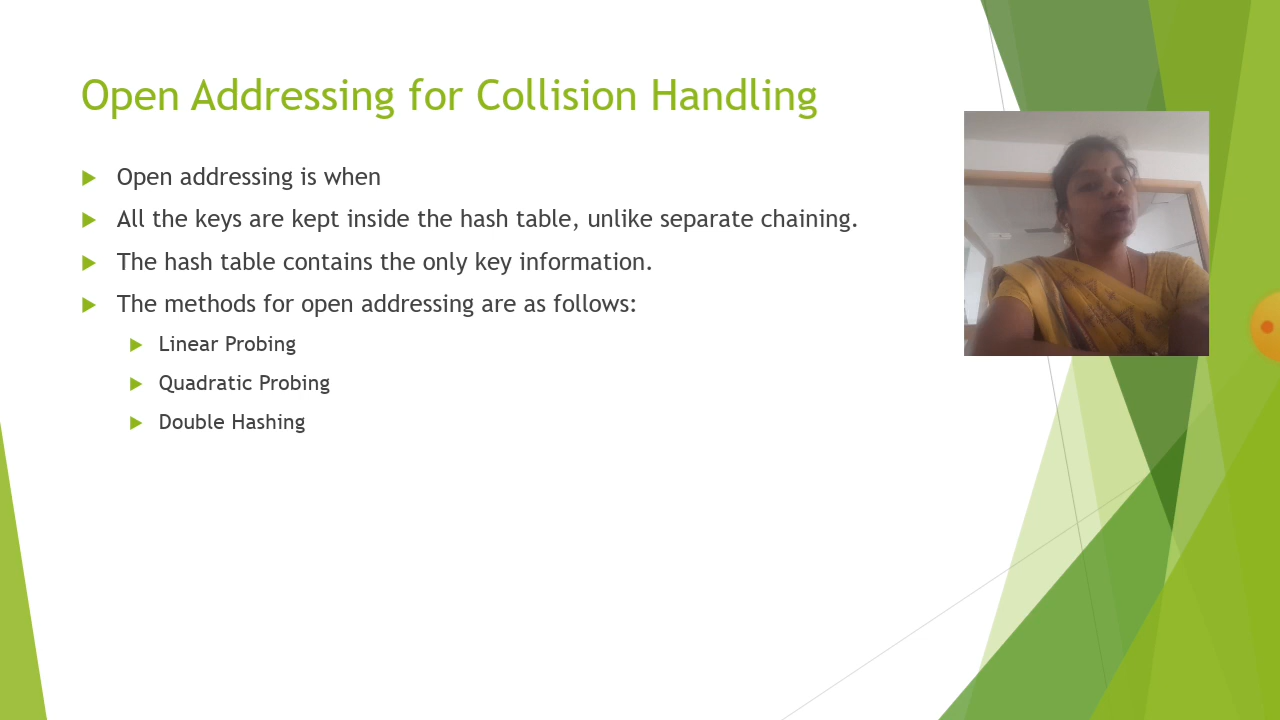 Open Addressing for Collision Handling
Open addressing is when
All the keys are kept inside the hash table, unlike separate chaining.
The hash table contains the only key information.
The methods for open addressing are as follows:
Linear Probing
Quadratic Probing
Double Hashing